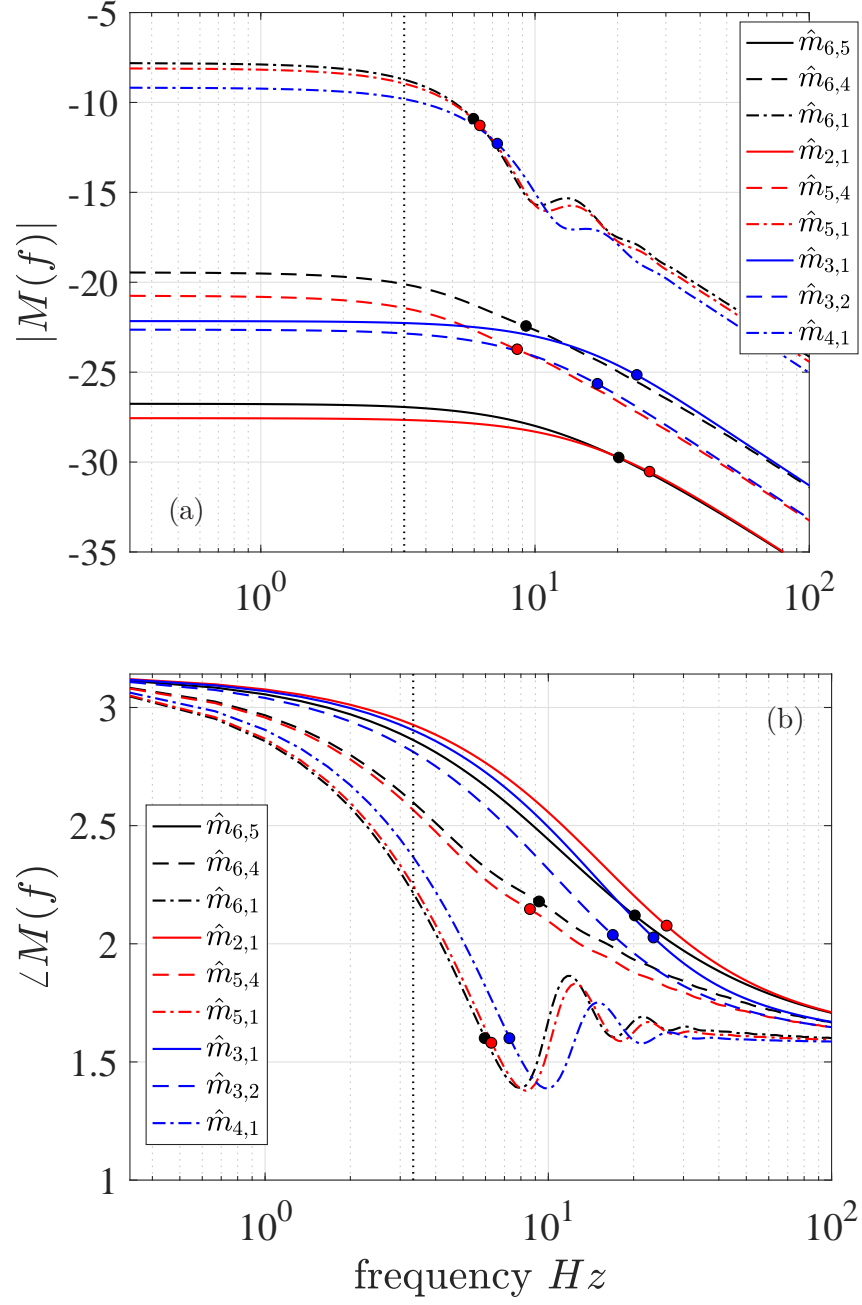 -5
-10
-15
-20
-25
-30
-35
|M(f)|
(a)
m̂6,5
m̂6,4
m̂6,1
m̂2,1
m̂5,4
m̂5,1
m̂3,1
m̂3,2
m̂4,1
10^0 10^1 10^2
3
2.5
2
1.5
1
∠M(f)
(b)
m̂6,5
m̂6,4
m̂6,1
m̂2,1
m̂5,4
m̂5,1
m̂3,1
m̂3,2
m̂4,1
10^0 10^1 10^2
frequency Hz